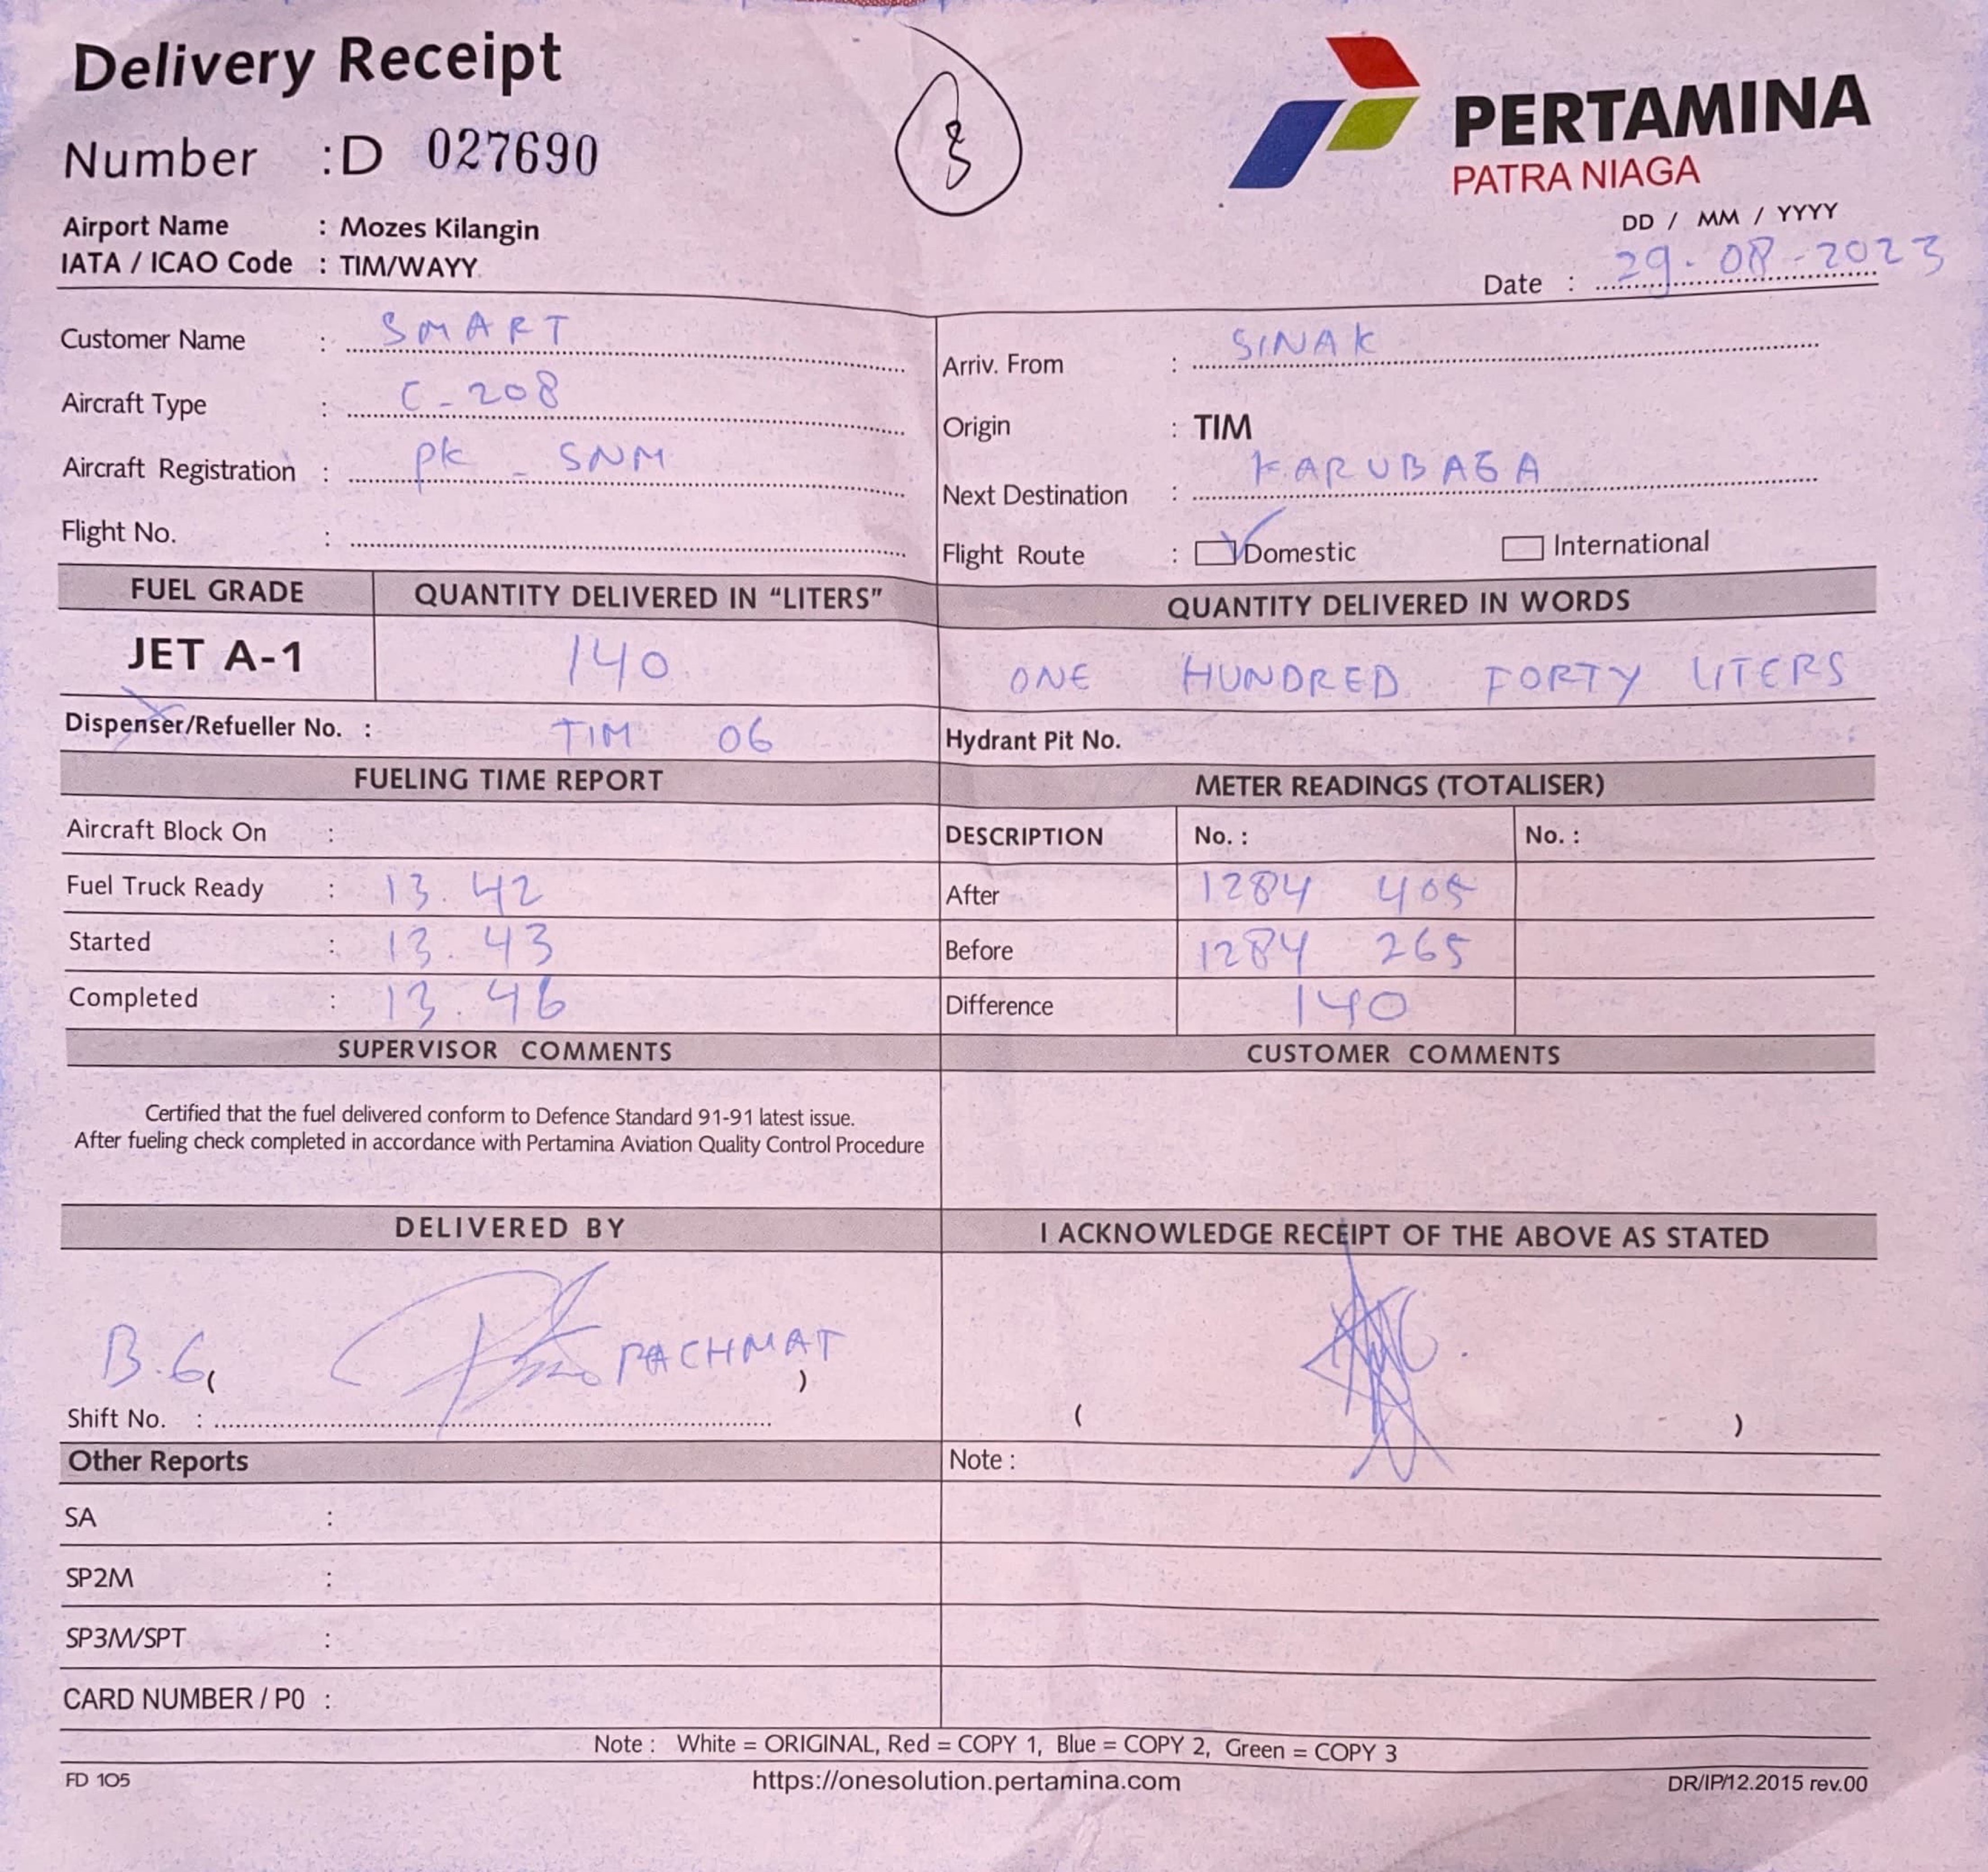 Delivery Receipt
Number : D 027690
8
PERTAMINA
PATRA NIAGA
Airport Name : Mozes Kilangin
IATA / ICAO Code : TIM/WAYY
DD / MM / YYYY
Date : 29-08-2023
Customer Name : SMART
Aircraft Type : C-208
Aircraft Registration : PK - SNM
Flight No. :
Arriv. From : SINAK
Origin : TIM
Next Destination : KARUBAGA
Flight Route : Domestic International
FUEL GRADE QUANTITY DELIVERED IN “LITERS” QUANTITY DELIVERED IN WORDS
JET A-1 140 ONE HUNDRED FORTY LITERS
Dispenser/Refueller No. : TIM 06 Hydrant Pit No.
FUELING TIME REPORT METER READINGS (TOTALISER)
Aircraft Block On : DESCRIPTION No. : No. :
Fuel Truck Ready : 13.42 After 1284 405
Started : 13.43 Before 1284 265
Completed : 13.46 Difference 140
SUPERVISOR COMMENTS CUSTOMER COMMENTS
Certified that the fuel delivered conform to Defence Standard 91-91 latest issue.
After fueling check completed in accordance with Pertamina Aviation Quality Control Procedure
DELIVERED BY I ACKNOWLEDGE RECEIPT OF THE ABOVE AS STATED
B.6 ( RACHMAT )
Shift No. : ( )
Other Reports Note :
SA :
SP2M :
SP3M/SPT :
CARD NUMBER / P0 :
Note : White = ORIGINAL, Red = COPY 1, Blue = COPY 2, Green = COPY 3
FD 105 https://onesolution.pertamina.com DR/IP/12.2015 rev.00